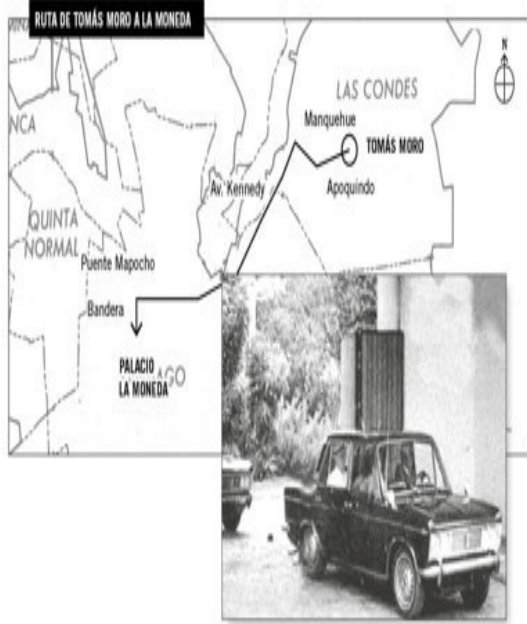 RUTA DE TOMÁS MORO A LA MONEDA
N
LAS CONDES
Manquehue
TOMÁS MORO
NCA
Av. Kennedy
Apoquindo
QUINTA
NORMAL
Puente Mapocho
Bandera
PALACIO
LA MONEDA
AGO